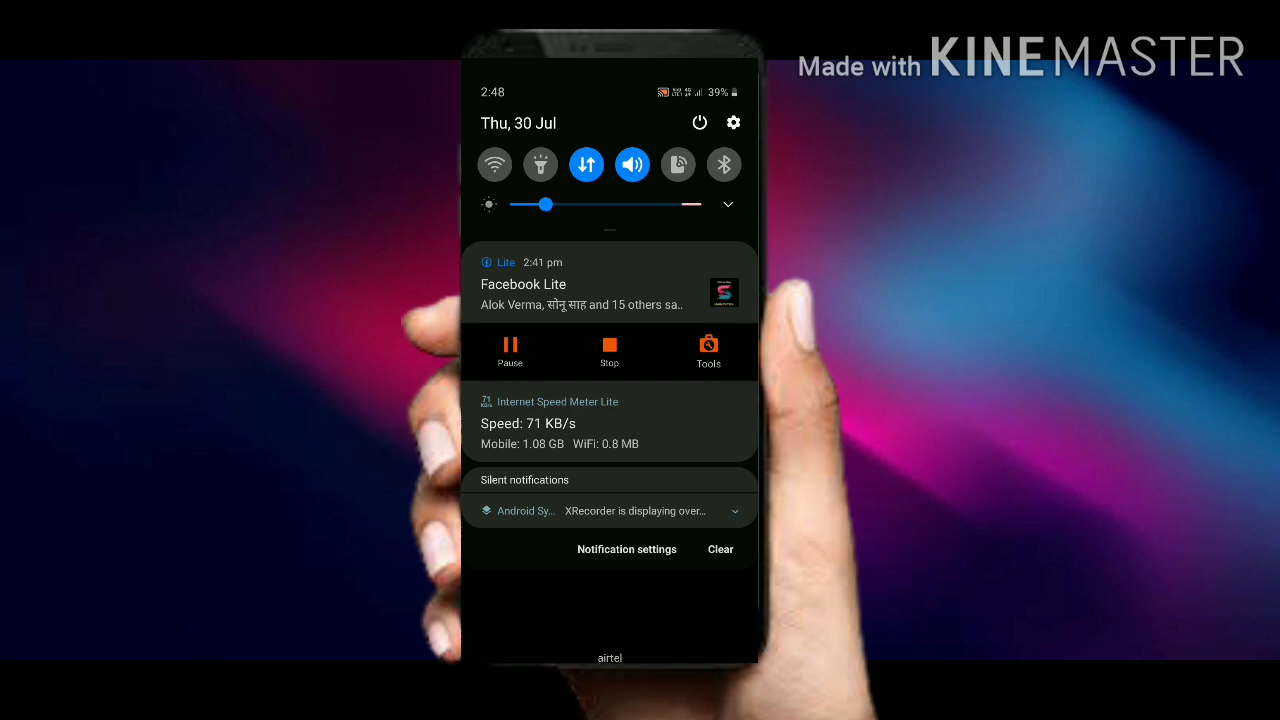 Made with KINEMASTER
2:48 39%
Thu, 30 Jul
Lite 2:41 pm
Facebook Lite
Alok Verma, सोनू साह and 15 others sa..
Pause Stop Tools
71 KB/s Internet Speed Meter Lite
Speed: 71 KB/s
Mobile: 1.08 GB WiFi: 0.8 MB
Silent notifications
Android Sy... XRecorder is displaying over...
Notification settings Clear
airtel